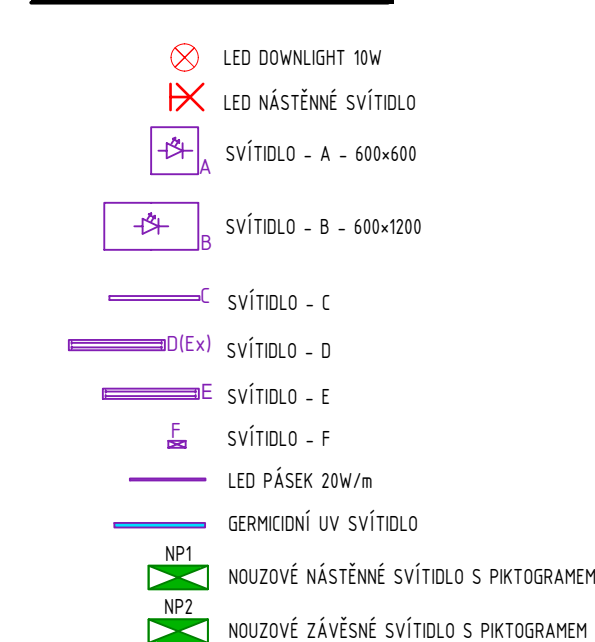 LED DOWNLIGHT 10W
LED NÁSTĚNNÉ SVÍTIDLO
A SVÍTIDLO - A - 600×600
B SVÍTIDLO - B - 600×1200
C SVÍTIDLO - C
D(Ex) SVÍTIDLO - D
E SVÍTIDLO - E
F SVÍTIDLO - F
LED PÁSEK 20W/m
GERMICIDNÍ UV SVÍTIDLO
NP1
NOUZOVÉ NÁSTĚNNÉ SVÍTIDLO S PIKTOGRAMEM
NP2
NOUZOVÉ ZÁVĚSNÉ SVÍTIDLO S PIKTOGRAMEM